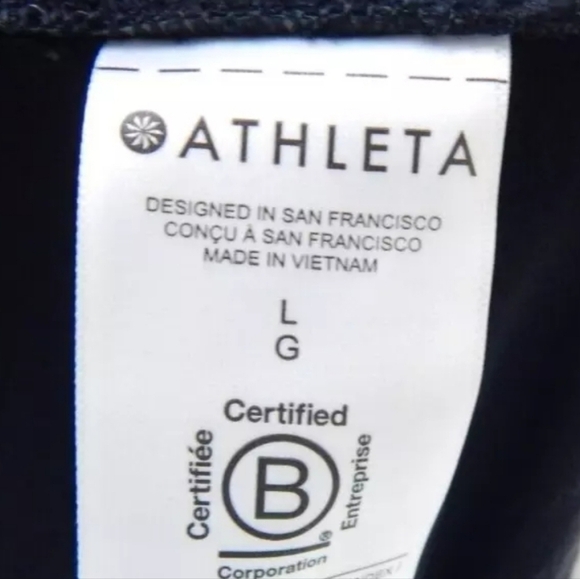 ATHLETA
DESIGNED IN SAN FRANCISCO
CONÇU À SAN FRANCISCO
MADE IN VIETNAM
L
G
Certified
Certifiée
B
Entreprise
®
Corporation